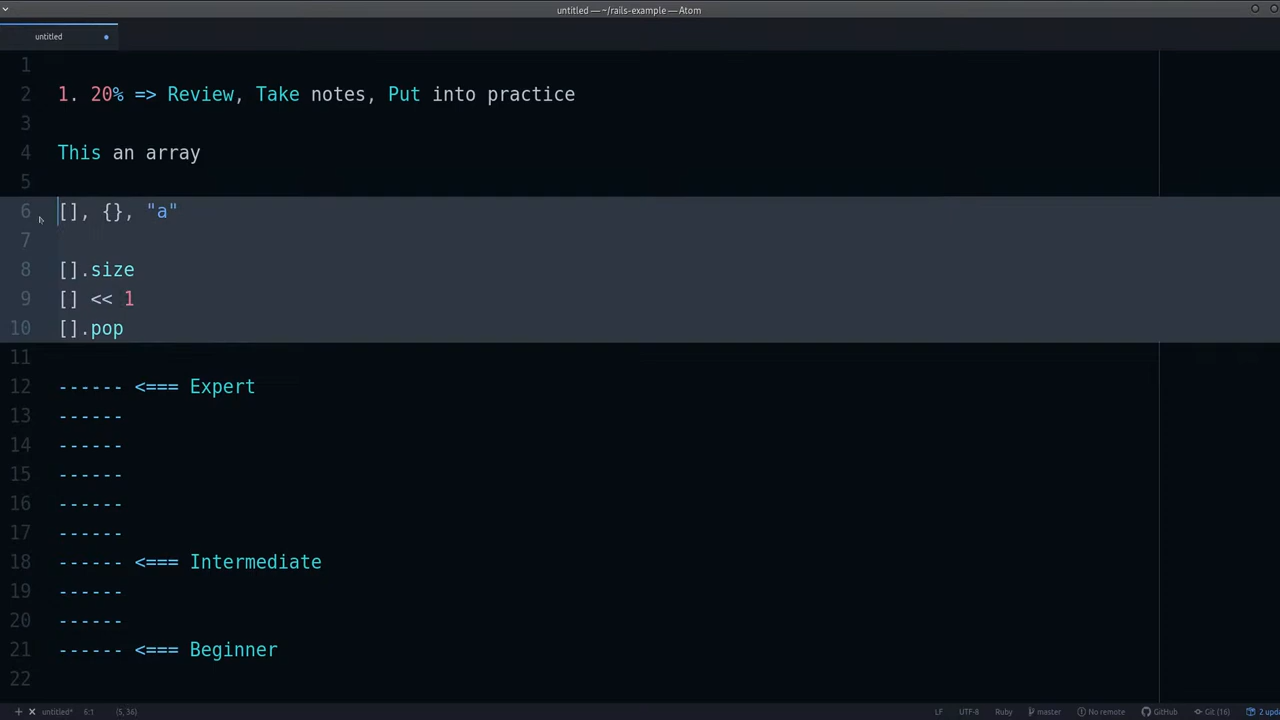 untitled — ~/rails-example — Atom
untitled
1
2 1. 20% => Review, Take notes, Put into practice
3
4 This an array
5
6 [], {}, "a"
7
8 [].size
9 [] << 1
10 [].pop
11
12 ------ <=== Expert
13 ------
14 ------
15 ------
16 ------
17 ------
18 ------ <=== Intermediate
19 ------
20 ------
21 ------ <=== Beginner
22
untitled* 6:1 (5, 36) LF UTF-8 Ruby master No remote GitHub Git (16) 2